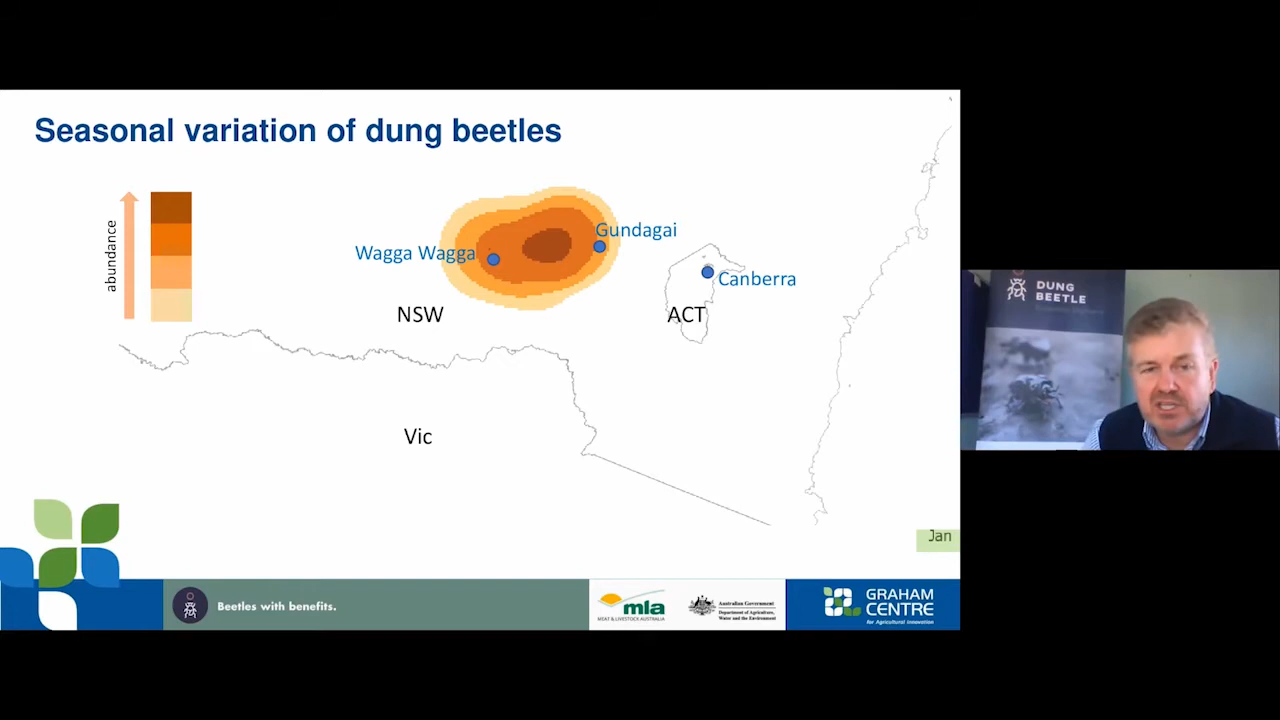 Seasonal variation of dung beetles
abundance
Gundagai
Wagga Wagga
Canberra
NSW
ACT
Vic
Jan
Beetles with benefits.
mla
MEAT & LIVESTOCK AUSTRALIA
Australian Government
Department of Agriculture,
Water and the Environment
GRAHAM
CENTRE
for Agricultural Innovation
DUNG
BEETLE